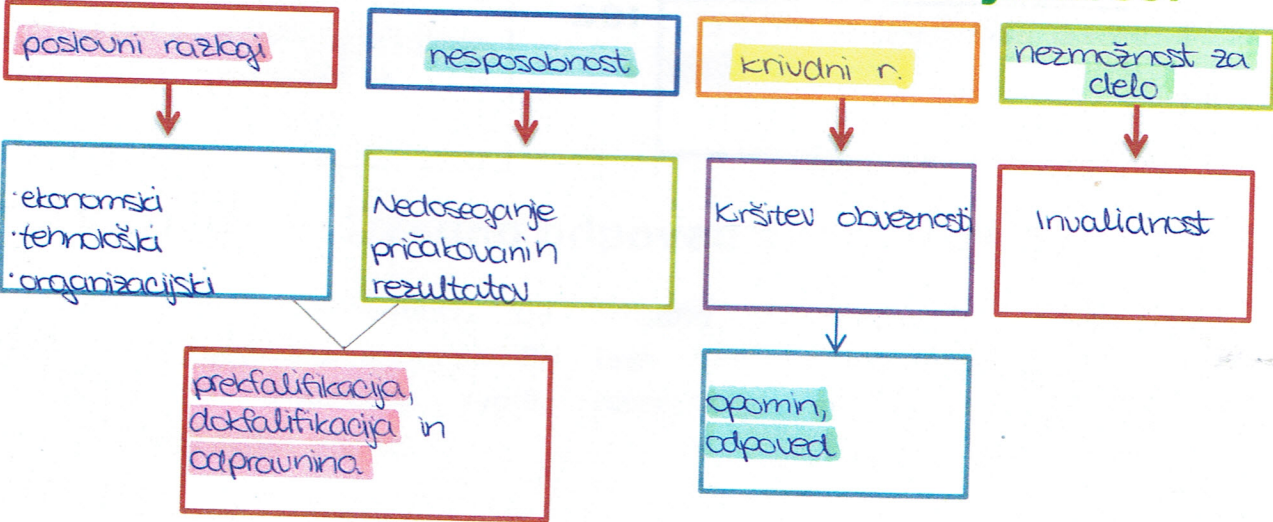 poslovni razlogi
nesposobnost
krivdni r.
nezmožnost za
delo
·ekonomski
·tehnološki
·organizacijski
Nedoseganje
pričakovanih
rezultatov
Kršitev obveznosti
Invalidnost
prekfalifikacija,
dokfalifikacija in
odpravnina
opomin,
odpoved